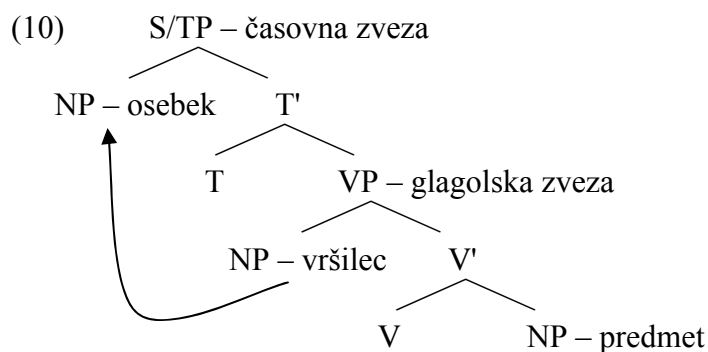 (10) S/TP – časovna zveza
NP – osebek T'
T VP – glagolska zveza
NP – vršilec V'
V NP – predmet